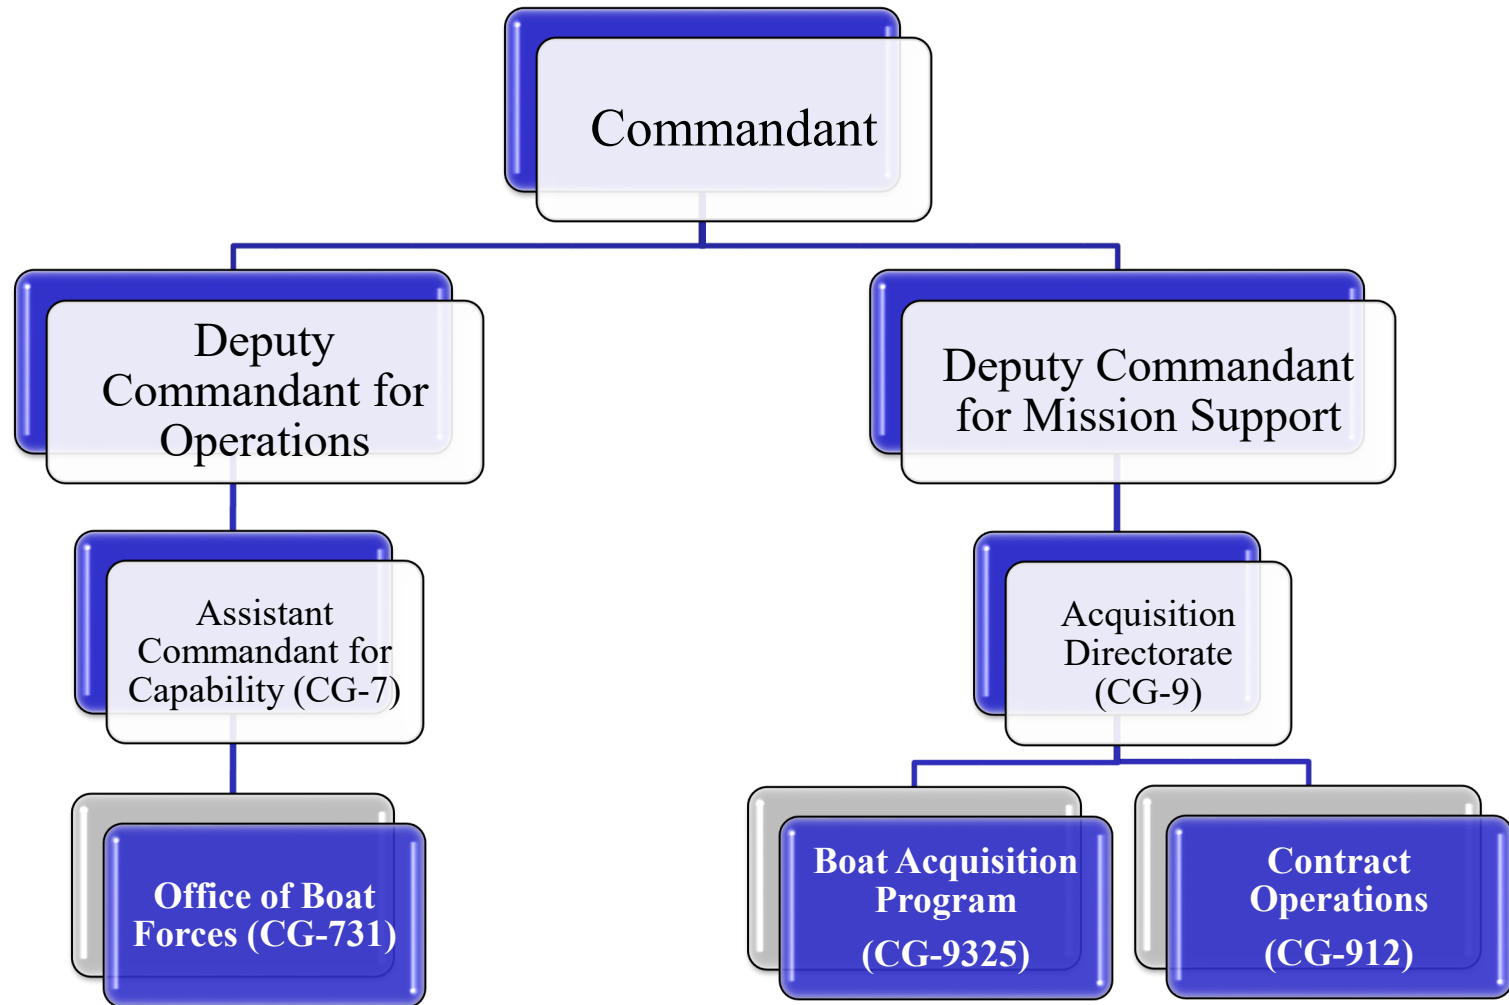 Commandant
Deputy
Commandant for
Operations
Deputy Commandant
for Mission Support
Assistant
Commandant for
Capability (CG-7)
Acquisition
Directorate
(CG-9)
Office of Boat
Forces (CG-731)
Boat Acquisition
Program
(CG-9325)
Contract
Operations
(CG-912)